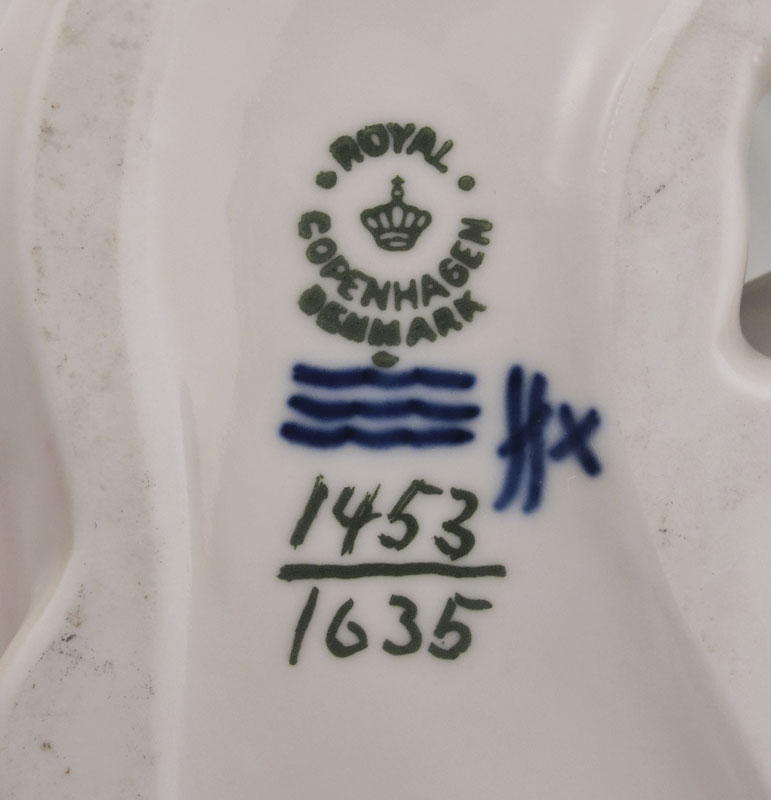 ROYAL
COPENHAGEN
DENMARK
1453
1635